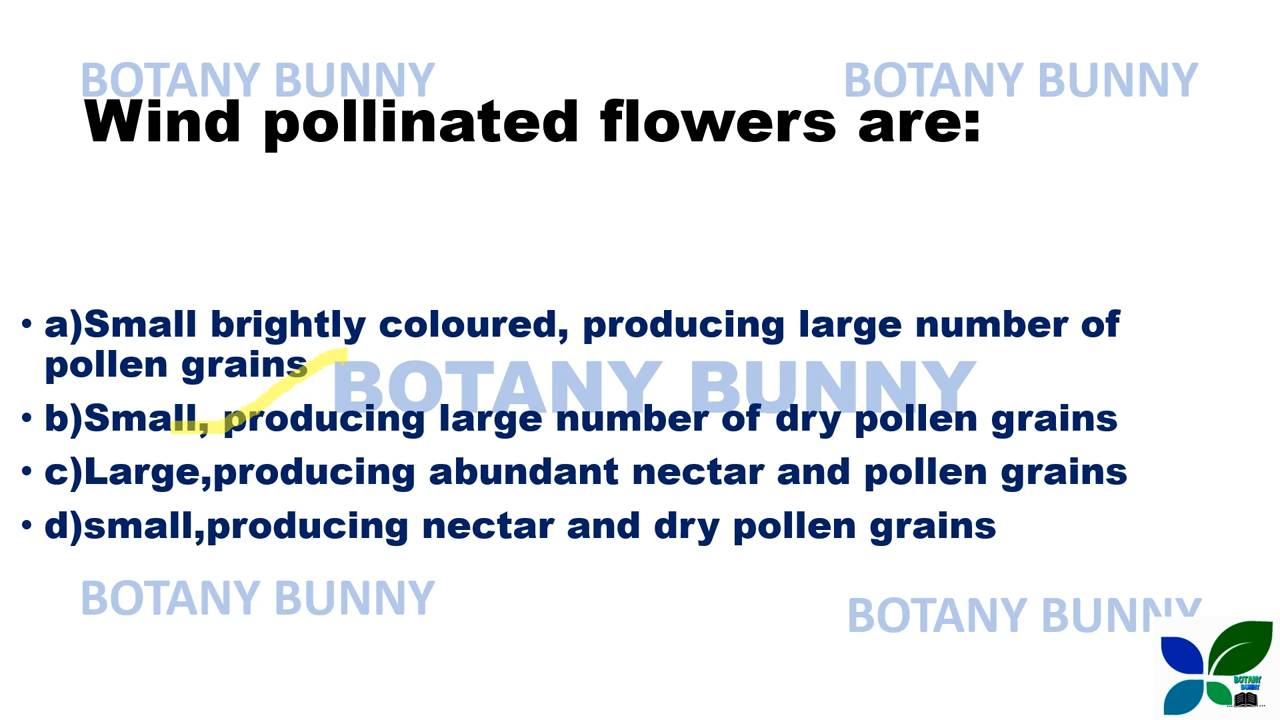 BOTANY BUNNY
BOTANY BUNNY
Wind pollinated flowers are:
• a)Small brightly coloured, producing large number of
pollen grains
BOTANY BUNNY
• b)Small, producing large number of dry pollen grains
• c)Large,producing abundant nectar and pollen grains
• d)small,producing nectar and dry pollen grains
BOTANY BUNNY
BOTANY BUNNY
BOTANY
BUNNY